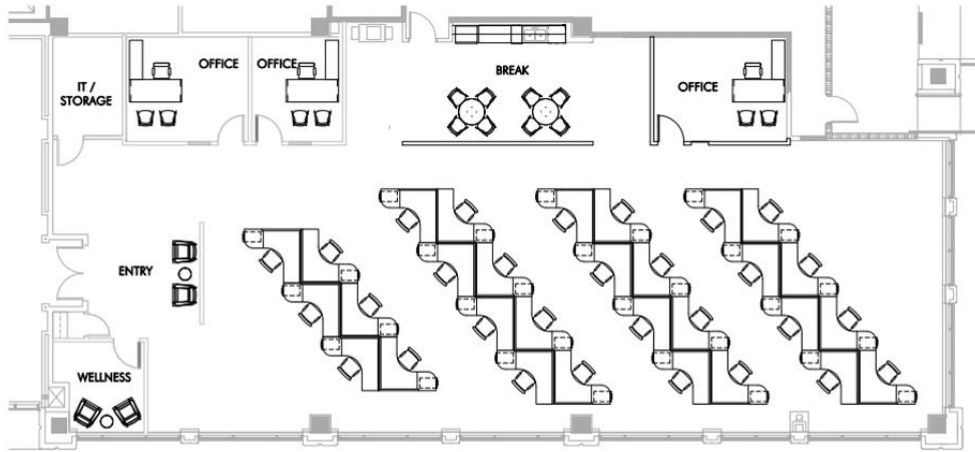 OFFICE
OFFICE
BREAK
IT /
STORAGE
OFFICE
ENTRY
WELLNESS